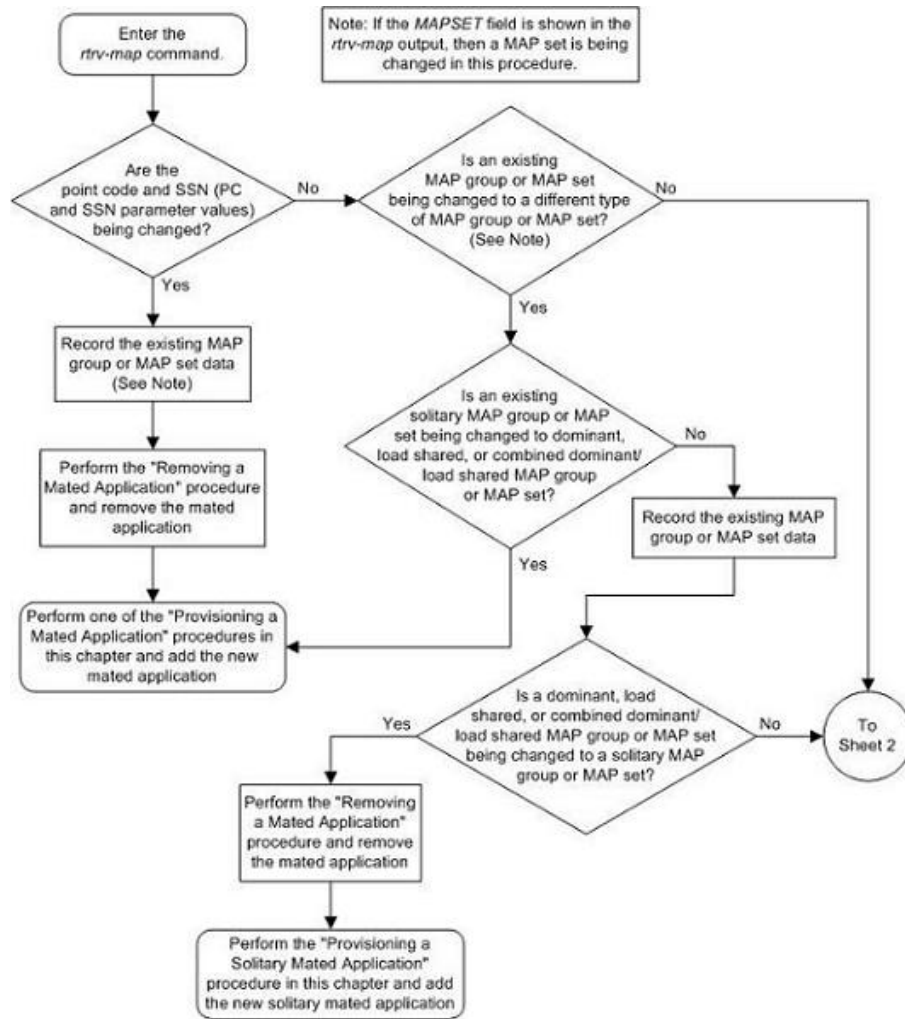 Enter the
rtrv-map command.
Note: If the MAPSET field is shown in the
rtrv-map output, then a MAP set is being
changed in this procedure.
Are the
point code and SSN (PC
and SSN parameter values)
being changed?
No
Is an existing
MAP group or MAP set
being changed to a different type
of MAP group or MAP set?
(See Note)
No
Yes
Yes
Record the existing MAP
group or MAP set data
(See Note)
Is an existing
solitary MAP group or MAP
set being changed to dominant,
load shared, or combined dominant/
load shared MAP group
or MAP set?
No
Perform the "Removing a
Mated Application" procedure
and remove the mated
application
Record the existing MAP
group or MAP set data
Yes
Perform one of the "Provisioning a
Mated Application" procedures in
this chapter and add the new
mated application
Is a dominant, load
shared, or combined dominant/
load shared MAP group or MAP set
being changed to a solitary MAP
group or MAP set?
Yes
No
To
Sheet 2
Perform the "Removing
a Mated Application"
procedure and remove
the mated application
Perform the "Provisioning a
Solitary Mated Application"
procedure in this chapter and add
the new solitary mated application